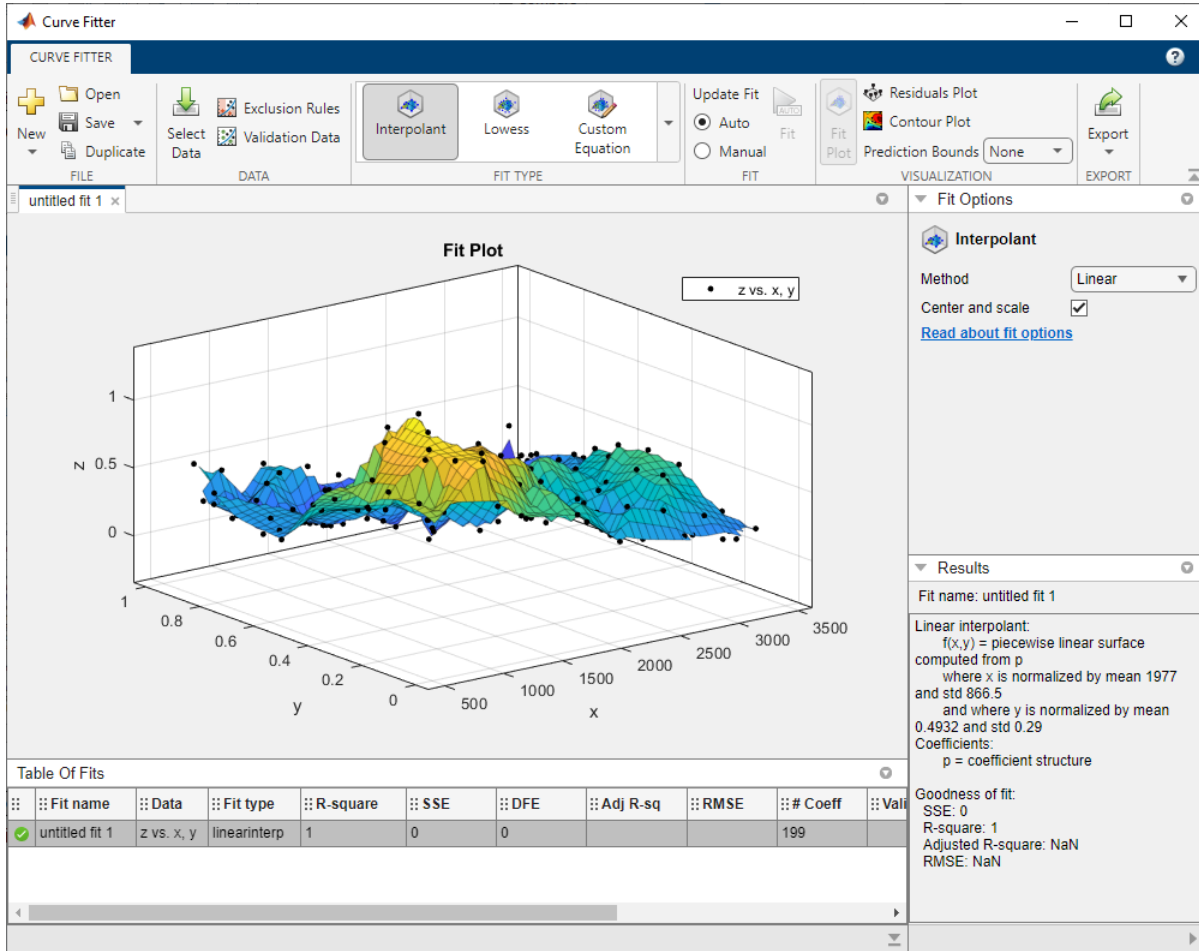 Curve Fitter
CURVE FITTER
New
Open
Save
Duplicate
FILE
Select
Data
Exclusion Rules
Validation Data
DATA
Interpolant
Lowess
Custom
Equation
FIT TYPE
Update Fit
Auto
Manual
AUTO
Fit
FIT
Fit
Plot
Residuals Plot
Contour Plot
Prediction Bounds None
VISUALIZATION
Export
EXPORT
untitled fit 1
Fit Plot
z vs. x, y
z
1
0.5
0
1
0.8
0.6
0.4
0.2
0
y
500
1000
1500
2000
2500
3000
3500
x
Fit Options
Interpolant
Method Linear
Center and scale
Read about fit options
Results
Fit name: untitled fit 1
Linear interpolant:
f(x,y) = piecewise linear surface
computed from p
where x is normalized by mean 1977
and std 866.5
and where y is normalized by mean
0.4932 and std 0.29
Coefficients:
p = coefficient structure
Goodness of fit:
SSE: 0
R-square: 1
Adjusted R-square: NaN
RMSE: NaN
Table Of Fits
Fit name Data Fit type R-square SSE DFE Adj R-sq RMSE # Coeff Vali
untitled fit 1 z vs. x, y linearinterp 1 0 0 199